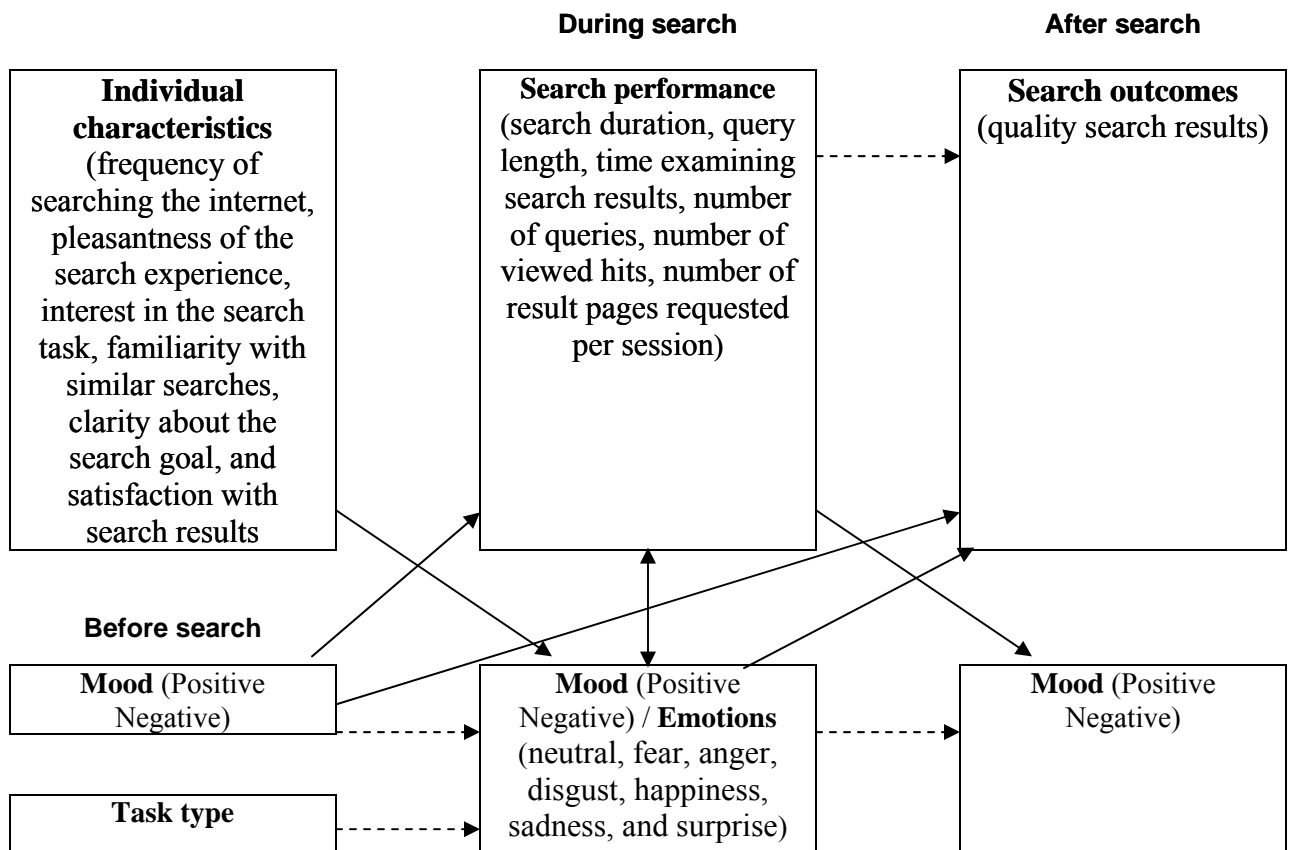 During search
After search
Individual
characteristics
(frequency of
searching the internet,
pleasantness of the
search experience,
interest in the search
task, familiarity with
similar searches,
clarity about the
search goal, and
satisfaction with
search results
Search performance
(search duration, query
length, time examining
search results, number
of queries, number of
viewed hits, number of
result pages requested
per session)
Search outcomes
(quality search results)
Before search
Mood (Positive
Negative)
Task type
Mood (Positive
Negative) / Emotions
(neutral, fear, anger,
disgust, happiness,
sadness, and surprise)
Mood (Positive
Negative)